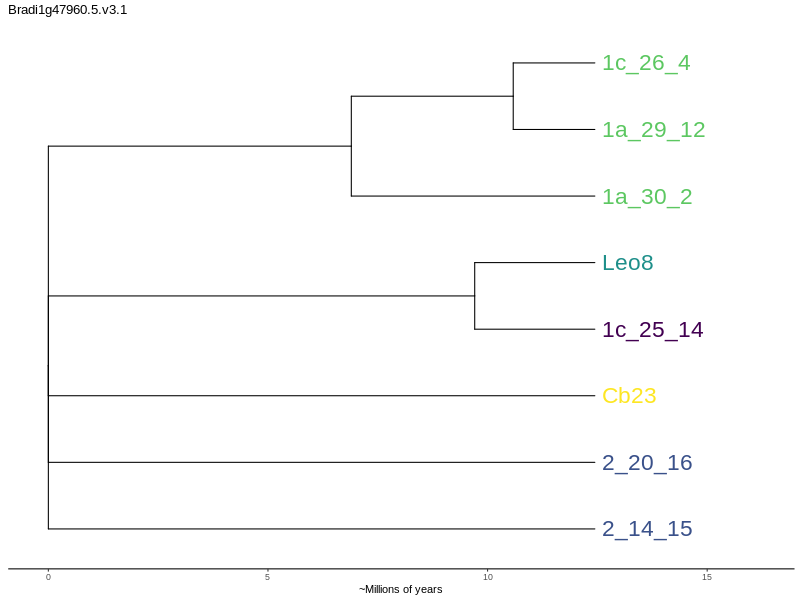 Bradi1g47960.5.v3.1
1c_26_4
1a_29_12
1a_30_2
Leo8
1c_25_14
Cb23
2_20_16
2_14_15
0 5 10 15
~Millions of years